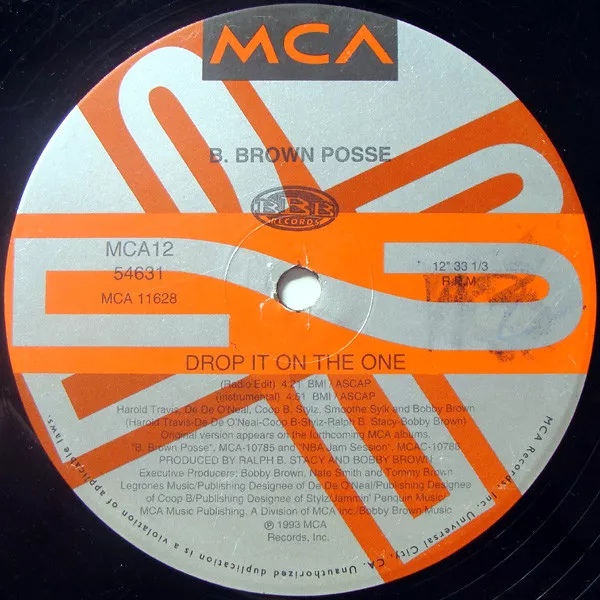 MCA
B. BROWN POSSE
BBB
RECORDS
MCA12
54631
MCA 11628
12" 33 1/3
R.P.M.
DROP IT ON THE ONE
(Radio Edit) 4:21 BMI / ASCAP
(Instrumental) 4:51 BMI / ASCAP
Harold Travis, De De O'Neal, Coop B. Stylz, Smoothe Sylk and Bobby Brown
(Harold Travis-De De O'Neal-Coop B-Stylz-Ralph B. Stacy-Bobby Brown)
Original version appears on the forthcoming MCA albums.
"B. Brown Posse", MCA-10785 and "NBA Jam Session", MCAC-10780.
PRODUCED BY RALPH B. STACY AND BOBBY BROWN
Executive Producers; Bobby Brown, Nate Smith and Tommy Brown
Legrones Music/Publishing Designee of De De O'Neal/Publishing Designee
of Coop B/Publishing Designee of Stylz/Jammin' Penquin Music/
MCA Music Publishing, A Division of MCA Inc./Bobby Brown Music
℗ 1993 MCA
Records, Inc.
MCA Records, Inc. Universal City, CA. Unauthorized duplication is a violation of applicable laws.